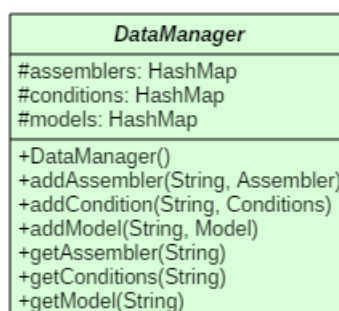 DataManager
#assemblers: HashMap
#conditions: HashMap
#models: HashMap
+DataManager()
+addAssembler(String, Assembler)
+addCondition(String, Conditions)
+addModel(String, Model)
+getAssembler(String)
+getConditions(String)
+getModel(String)